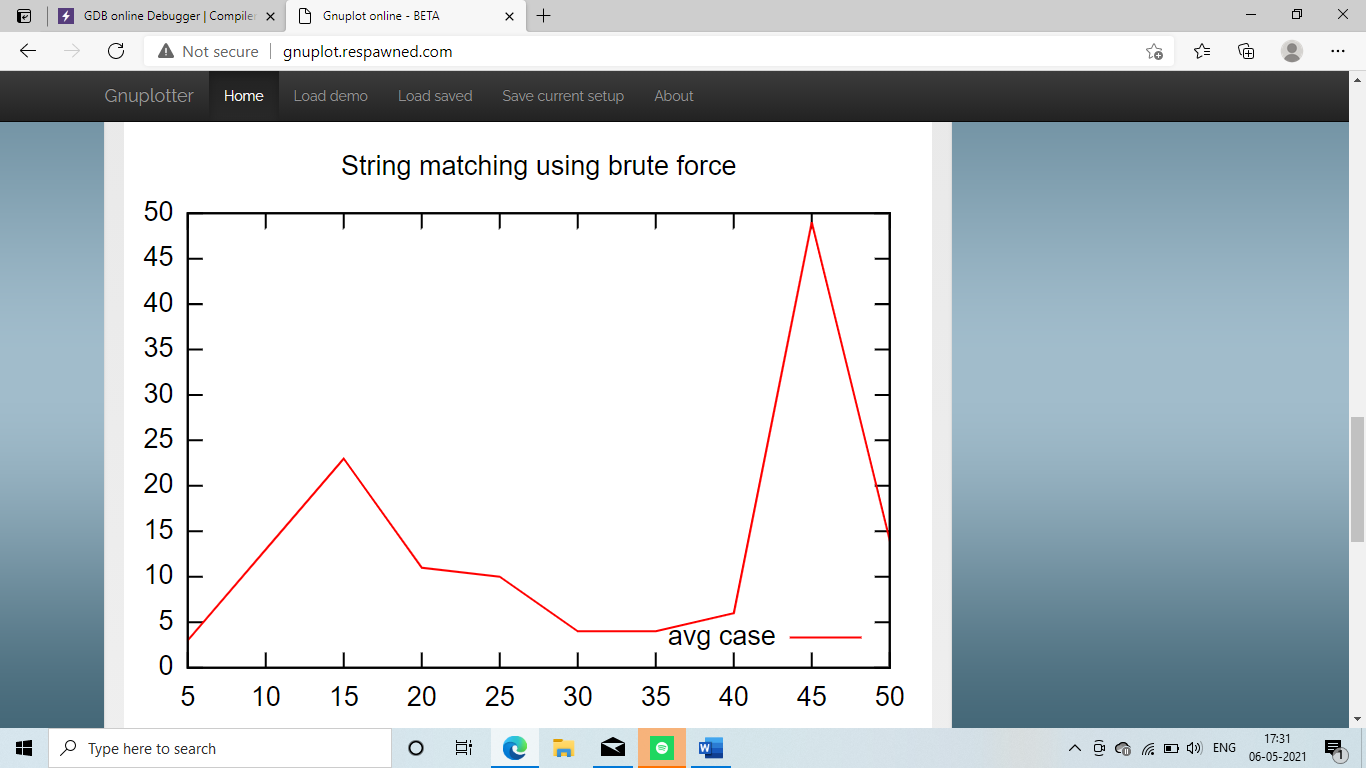 GDB online Debugger | Compiler
Gnuplot online - BETA
Not secure
gnuplot.respawned.com
Gnuplotter Home Load demo Load saved Save current setup About
String matching using brute force
50
45
40
35
30
25
20
15
10
5
0
avg case
5 10 15 20 25 30 35 40 45 50
Type here to search
W
ENG
17:31
06-05-2021
1